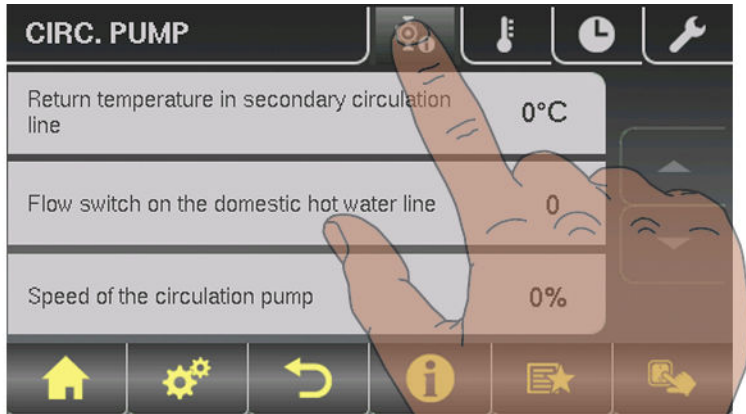 CIRC. PUMP
Return temperature in secondary circulation
line
0°C
Flow switch on the domestic hot water line
0
Speed of the circulation pump
0%